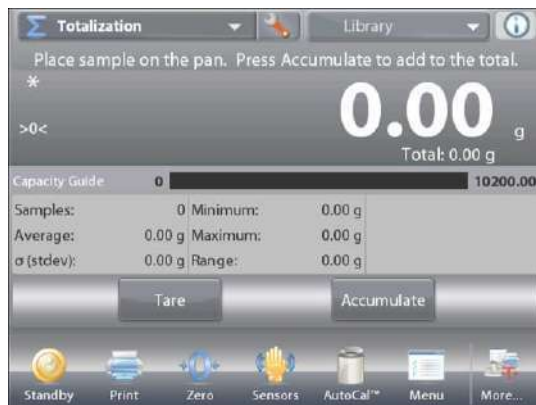 Σ Totalization Library
Place sample on the pan. Press Accumulate to add to the total.
*
0.00 g
>0<
Total: 0.00 g
Capacity Guide 0 10200.00
Samples: 0 Minimum: 0.00 g
Average: 0.00 g Maximum: 0.00 g
σ (stdev): 0.00 g Range: 0.00 g
Tare Accumulate
Standby Print Zero Sensors AutoCal™ Menu More...